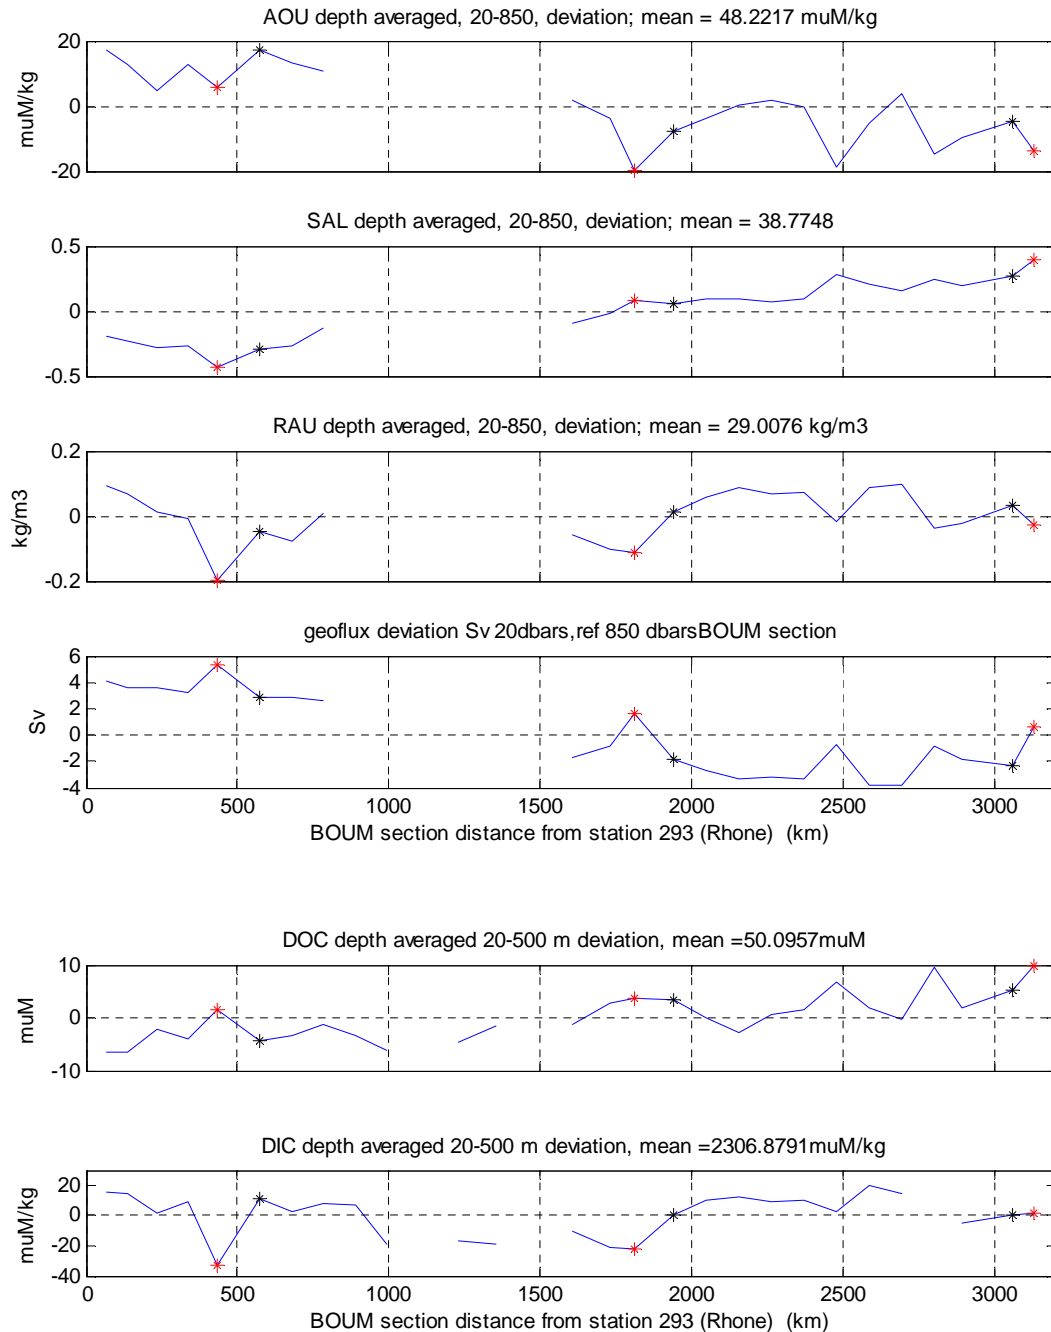 AOU depth averaged, 20-850, deviation; mean = 48.2217 muM/kg
20
0
-20
muM/kg
SAL depth averaged, 20-850, deviation; mean = 38.7748
0.5
0
-0.5
RAU depth averaged, 20-850, deviation; mean = 29.0076 kg/m3
0.2
0
-0.2
kg/m3
geoflux deviation Sv 20dbars,ref 850 dbarsBOUM section
6
4
2
0
-2
-4
Sv
0 500 1000 1500 2000 2500 3000
BOUM section distance from station 293 (Rhone) (km)
DOC depth averaged 20-500 m deviation, mean =50.0957muM
10
0
-10
muM
DIC depth averaged 20-500 m deviation, mean =2306.8791muM/kg
20
0
-20
-40
muM/kg
0 500 1000 1500 2000 2500 3000
BOUM section distance from station 293 (Rhone) (km)